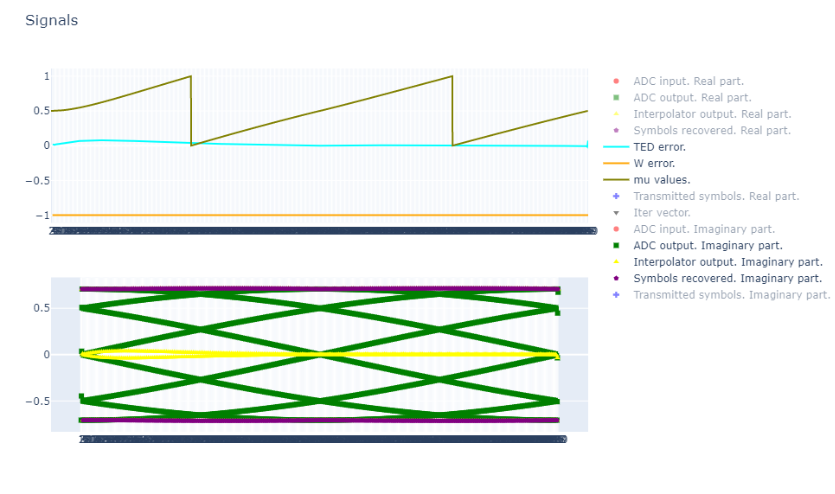 Signals
1
0.5
0
−0.5
−1
ADC input. Real part.
ADC output. Real part.
Interpolator output. Real part.
Symbols recovered. Real part.
TED error.
W error.
mu values.
Transmitted symbols. Real part.
Iter vector.
ADC input. Imaginary part.
ADC output. Imaginary part.
Interpolator output. Imaginary part.
Symbols recovered. Imaginary part.
Transmitted symbols. Imaginary part.
0.5
0
−0.5